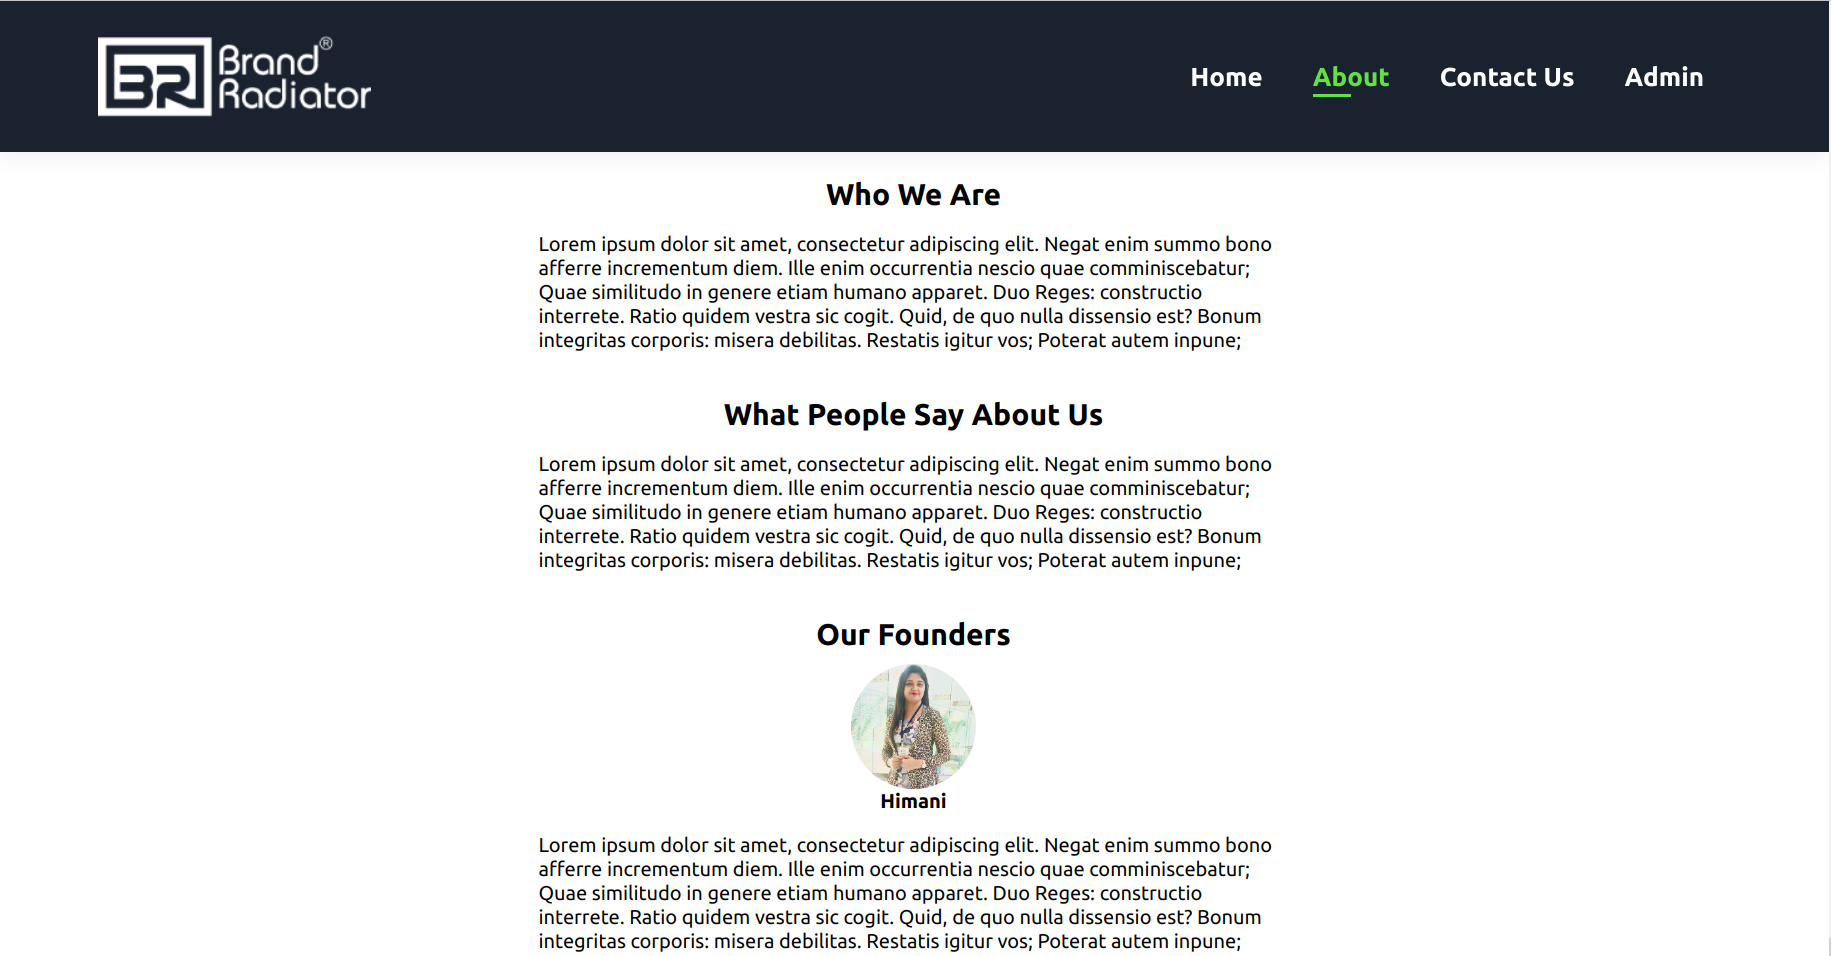 BR Brand®
Radiator
Home About Contact Us Admin
Who We Are
Lorem ipsum dolor sit amet, consectetur adipiscing elit. Negat enim summo bono
afferre incrementum diem. Ille enim occurrentia nescio quae comminiscebatur;
Quae similitudo in genere etiam humano apparet. Duo Reges: constructio
interrete. Ratio quidem vestra sic cogit. Quid, de quo nulla dissensio est? Bonum
integritas corporis: misera debilitas. Restatis igitur vos; Poterat autem inpune;
What People Say About Us
Lorem ipsum dolor sit amet, consectetur adipiscing elit. Negat enim summo bono
afferre incrementum diem. Ille enim occurrentia nescio quae comminiscebatur;
Quae similitudo in genere etiam humano apparet. Duo Reges: constructio
interrete. Ratio quidem vestra sic cogit. Quid, de quo nulla dissensio est? Bonum
integritas corporis: misera debilitas. Restatis igitur vos; Poterat autem inpune;
Our Founders
Himani
Lorem ipsum dolor sit amet, consectetur adipiscing elit. Negat enim summo bono
afferre incrementum diem. Ille enim occurrentia nescio quae comminiscebatur;
Quae similitudo in genere etiam humano apparet. Duo Reges: constructio
interrete. Ratio quidem vestra sic cogit. Quid, de quo nulla dissensio est? Bonum
integritas corporis: misera debilitas. Restatis igitur vos; Poterat autem inpune;